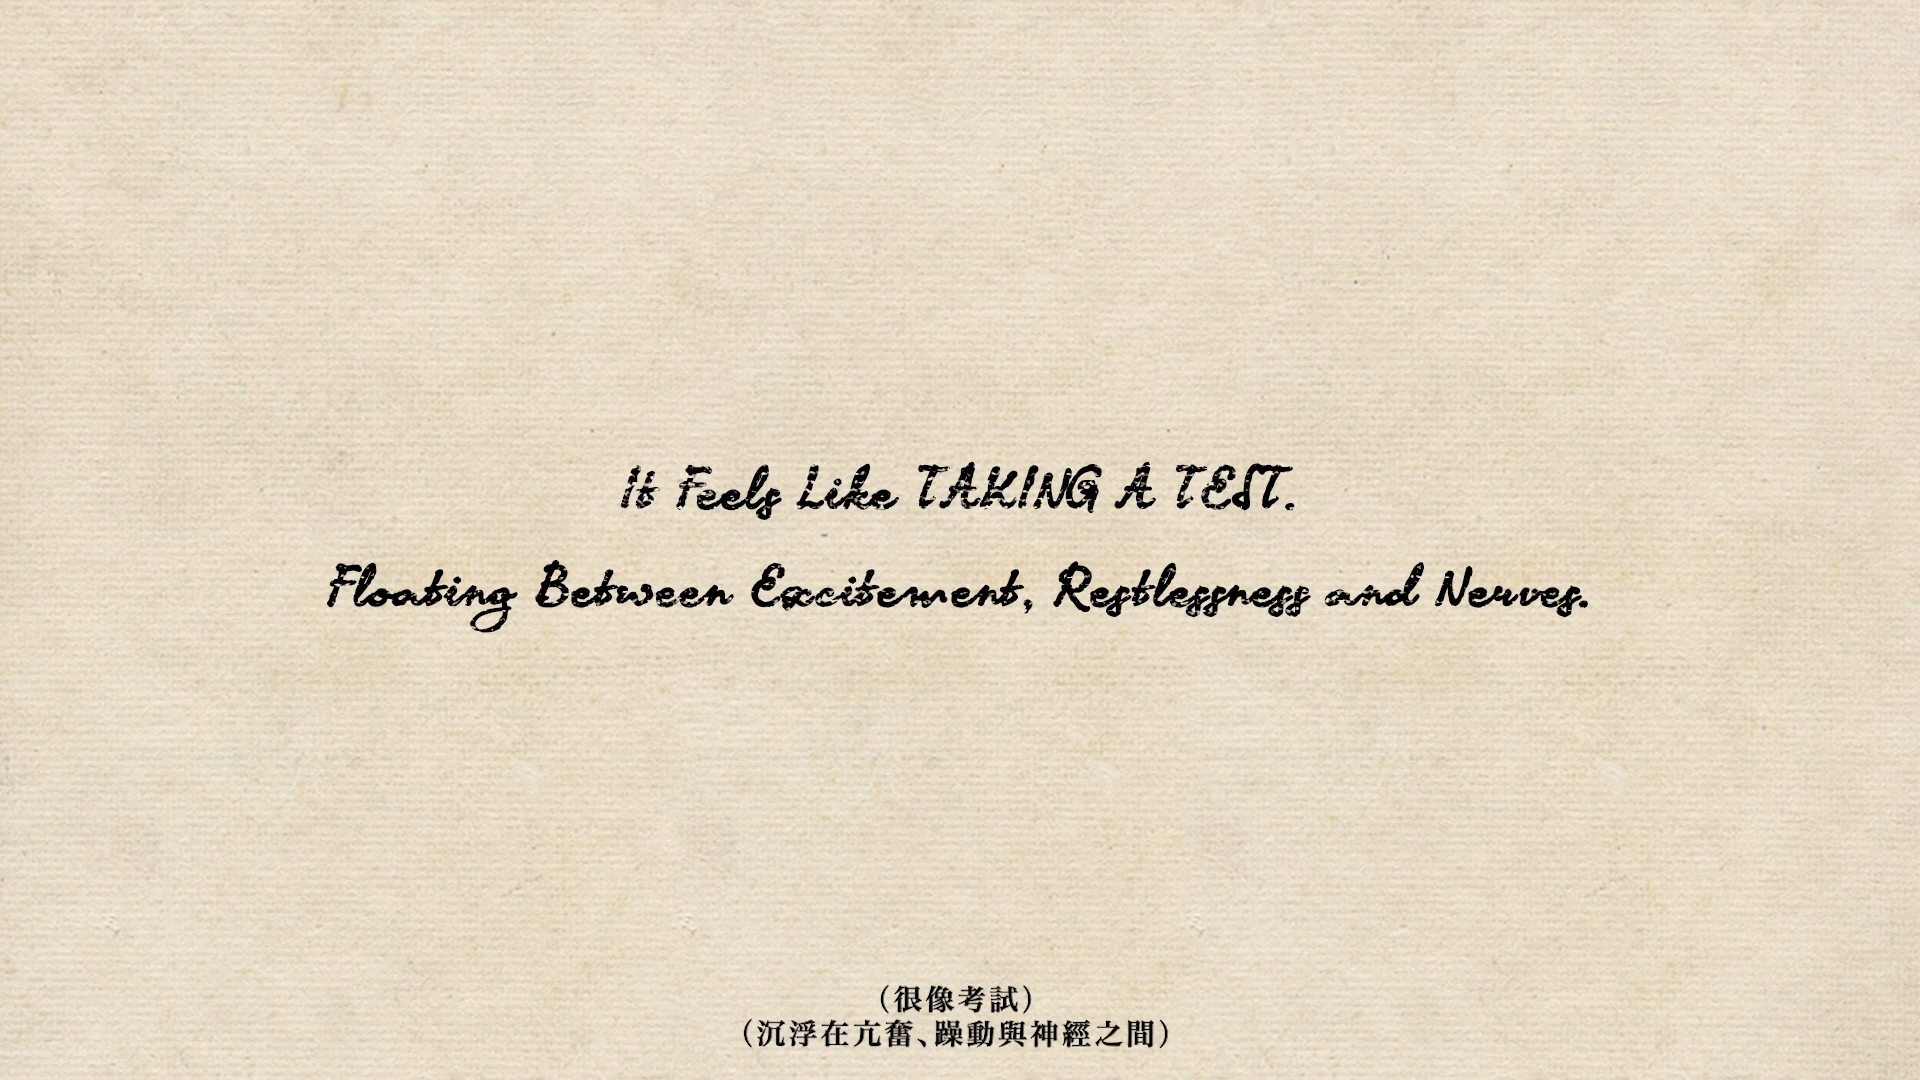 It Feels Like TAKING A TEST.
Floating Between Excitement, Restlessness and Nerves.
（很像考試）
（沉浮在亢奮、躁動與神經之間）